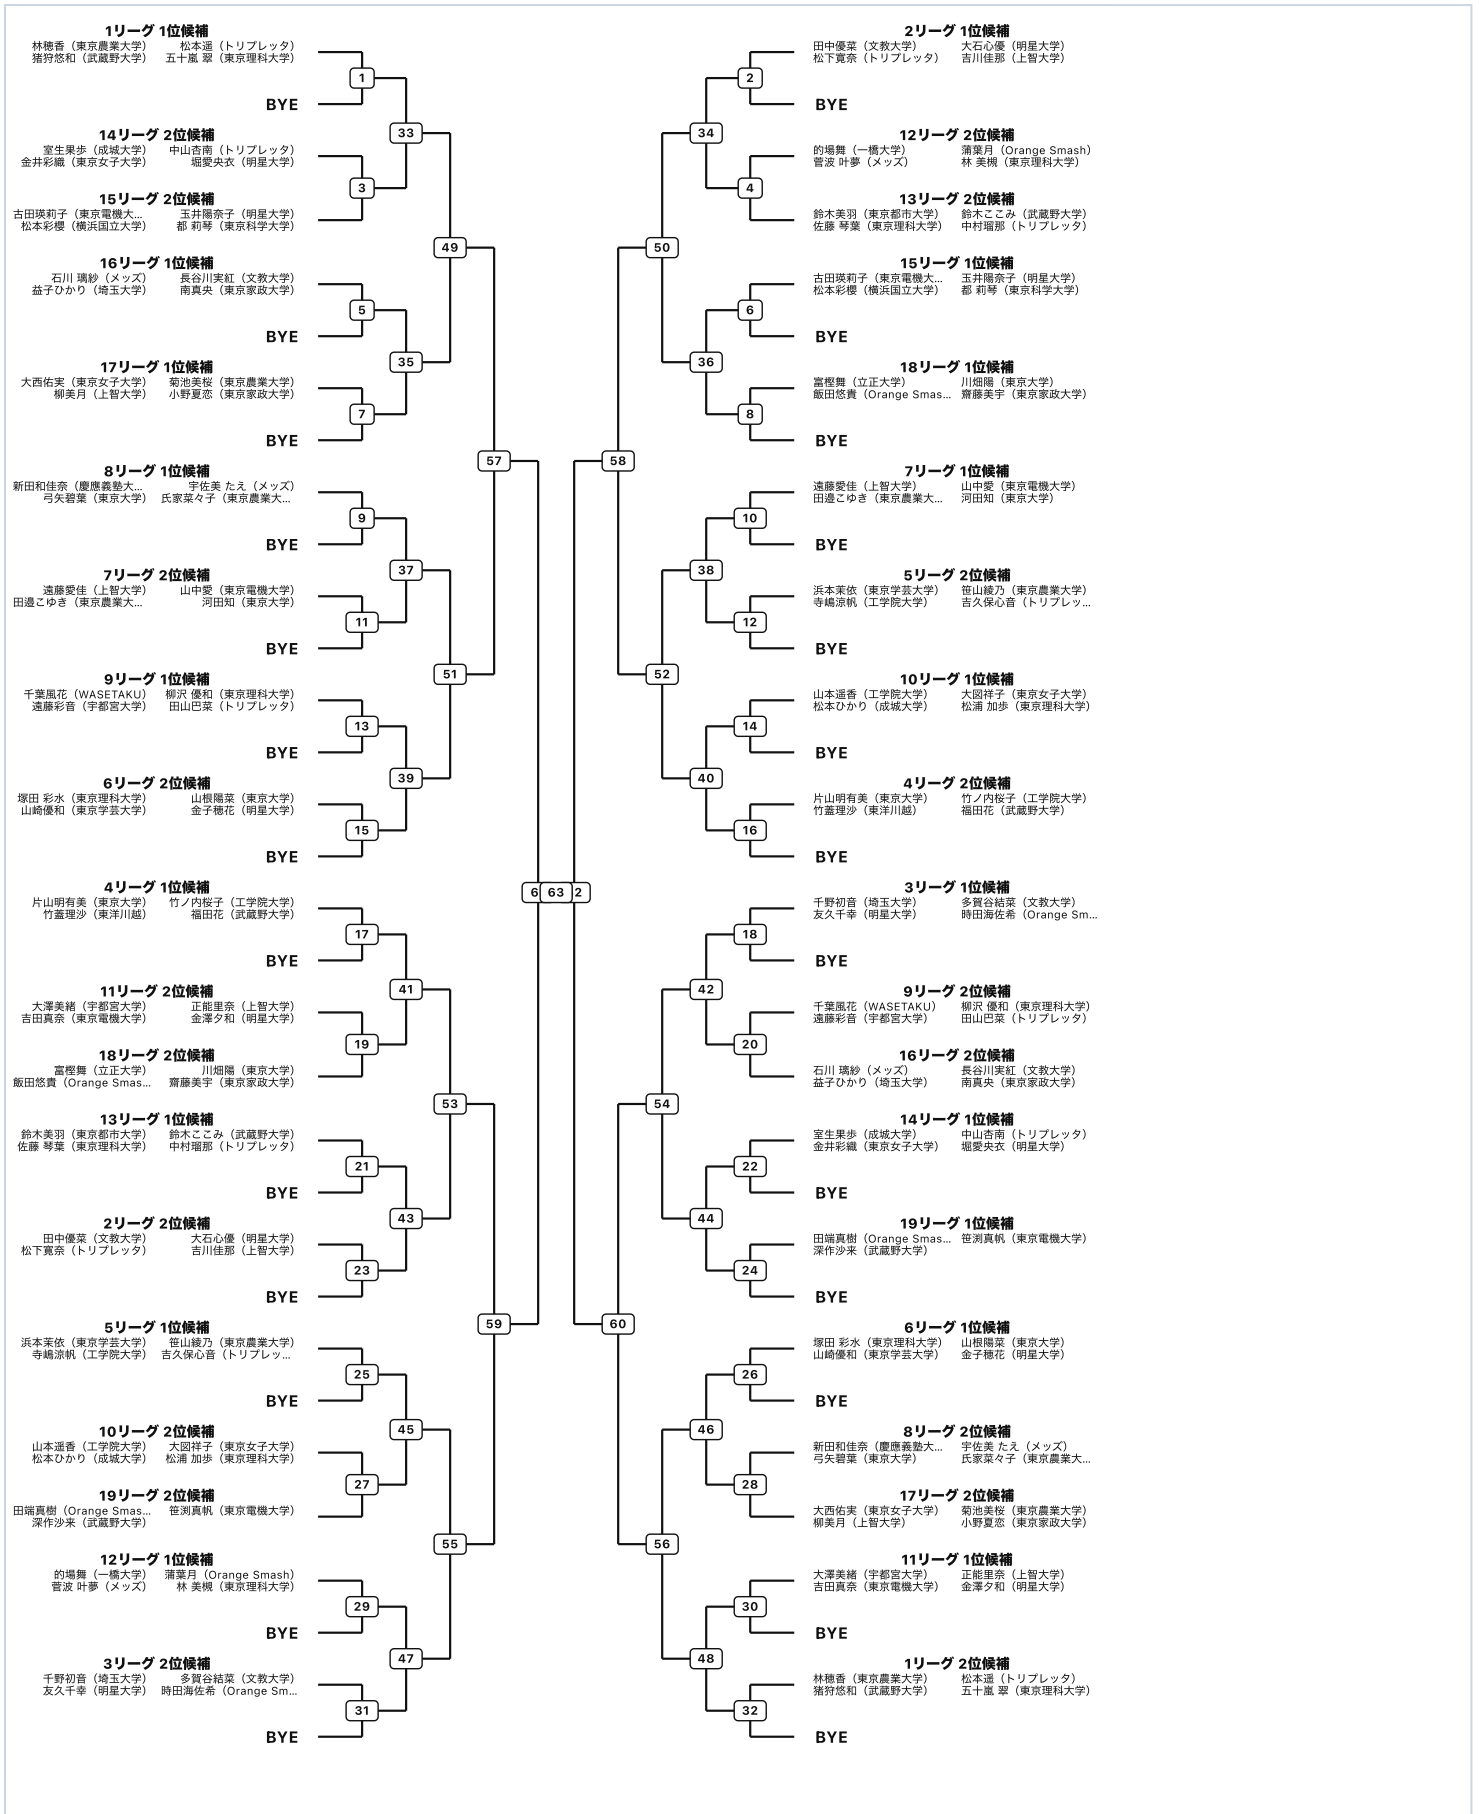 1リーグ 1位候補
林穂香（東京農業大学） 松本遥（トリプレッタ）
猪狩悠和（武蔵野大学） 五十嵐 翠（東京理科大学）
1
BYE
33
14リーグ 2位候補
室生果歩（成城大学） 中山杏南（トリプレッタ）
金井彩織（東京女子大学） 堀愛央衣（明星大学）
3
15リーグ 2位候補
古田瑛莉子（東京電機大... 玉井陽奈子（明星大学）
松本彩櫻（横浜国立大学） 都 莉琴（東京科学大学）
49
16リーグ 1位候補
石川 璃紗（メッズ） 長谷川実紅（文教大学）
益子ひかり（埼玉大学） 南真央（東京家政大学）
5
BYE
35
17リーグ 1位候補
大西佑実（東京女子大学） 菊池美桜（東京農業大学）
柳美月（上智大学） 小野夏恋（東京家政大学）
7
BYE
57
8リーグ 1位候補
新田和佳奈（慶應義塾大... 宇佐美 たえ（メッズ）
弓矢碧葉（東京大学） 氏家菜々子（東京農業大...
9
BYE
37
7リーグ 2位候補
遠藤愛佳（上智大学） 山中愛（東京電機大学）
田邉こゆき（東京農業大... 河田知（東京大学）
11
BYE
51
9リーグ 1位候補
千葉風花（WASETAKU） 柳沢 優和（東京理科大学）
遠藤彩音（宇都宮大学） 田山巴菜（トリプレッタ）
13
BYE
39
6リーグ 2位候補
塚田 彩水（東京理科大学） 山根陽菜（東京大学）
山崎優和（東京学芸大学） 金子穂花（明星大学）
15
BYE
4リーグ 1位候補
片山明有美（東京大学） 竹ノ内桜子（工学院大学）
竹蓋理沙（東洋川越） 福田花（武蔵野大学）
17
BYE
41
11リーグ 2位候補
大澤美緒（宇都宮大学） 正能里奈（上智大学）
吉田真奈（東京電機大学） 金澤夕和（明星大学）
19
18リーグ 2位候補
富樫舞（立正大学） 川畑陽（東京大学）
飯田悠貴（Orange Smas... 齋藤美宇（東京家政大学）
53
13リーグ 1位候補
鈴木美羽（東京都市大学） 鈴木ここみ（武蔵野大学）
佐藤 琴葉（東京理科大学） 中村瑠那（トリプレッタ）
21
BYE
43
2リーグ 2位候補
田中優菜（文教大学） 大石心優（明星大学）
松下寛奈（トリプレッタ） 吉川佳那（上智大学）
23
BYE
59
5リーグ 1位候補
浜本茉依（東京学芸大学） 笹山綾乃（東京農業大学）
寺嶋涼帆（工学院大学） 吉久保心音（トリプレッ...
25
BYE
45
10リーグ 2位候補
山本遥香（工学院大学） 大図祥子（東京女子大学）
松本ひかり（成城大学） 松浦 加歩（東京理科大学）
27
19リーグ 2位候補
田端真樹（Orange Smas... 笹渕真帆（東京電機大学）
深作沙来（武蔵野大学）
55
12リーグ 1位候補
的場舞（一橋大学） 蒲葉月（Orange Smash）
菅波 叶夢（メッズ） 林 美槻（東京理科大学）
29
BYE
47
3リーグ 2位候補
千野初音（埼玉大学） 多賀谷結菜（文教大学）
友久千幸（明星大学） 時田海佐希（Orange Sm...
31
BYE
6 63 2
2リーグ 1位候補
田中優菜（文教大学） 大石心優（明星大学）
松下寛奈（トリプレッタ） 吉川佳那（上智大学）
2
BYE
34
12リーグ 2位候補
的場舞（一橋大学） 蒲葉月（Orange Smash）
菅波 叶夢（メッズ） 林 美槻（東京理科大学）
4
13リーグ 2位候補
鈴木美羽（東京都市大学） 鈴木ここみ（武蔵野大学）
佐藤 琴葉（東京理科大学） 中村瑠那（トリプレッタ）
50
15リーグ 1位候補
古田瑛莉子（東京電機大... 玉井陽奈子（明星大学）
松本彩櫻（横浜国立大学） 都 莉琴（東京科学大学）
6
BYE
36
18リーグ 1位候補
富樫舞（立正大学） 川畑陽（東京大学）
飯田悠貴（Orange Smas... 齋藤美宇（東京家政大学）
8
BYE
58
7リーグ 1位候補
遠藤愛佳（上智大学） 山中愛（東京電機大学）
田邉こゆき（東京農業大... 河田知（東京大学）
10
BYE
38
5リーグ 2位候補
浜本茉依（東京学芸大学） 笹山綾乃（東京農業大学）
寺嶋涼帆（工学院大学） 吉久保心音（トリプレッ...
12
BYE
52
10リーグ 1位候補
山本遥香（工学院大学） 大図祥子（東京女子大学）
松本ひかり（成城大学） 松浦 加歩（東京理科大学）
14
BYE
40
4リーグ 2位候補
片山明有美（東京大学） 竹ノ内桜子（工学院大学）
竹蓋理沙（東洋川越） 福田花（武蔵野大学）
16
BYE
3リーグ 1位候補
千野初音（埼玉大学） 多賀谷結菜（文教大学）
友久千幸（明星大学） 時田海佐希（Orange Sm...
18
BYE
42
9リーグ 2位候補
千葉風花（WASETAKU） 柳沢 優和（東京理科大学）
遠藤彩音（宇都宮大学） 田山巴菜（トリプレッタ）
20
16リーグ 2位候補
石川 璃紗（メッズ） 長谷川実紅（文教大学）
益子ひかり（埼玉大学） 南真央（東京家政大学）
54
14リーグ 1位候補
室生果歩（成城大学） 中山杏南（トリプレッタ）
金井彩織（東京女子大学） 堀愛央衣（明星大学）
22
BYE
44
19リーグ 1位候補
田端真樹（Orange Smas... 笹渕真帆（東京電機大学）
深作沙来（武蔵野大学）
24
BYE
60
6リーグ 1位候補
塚田 彩水（東京理科大学） 山根陽菜（東京大学）
山崎優和（東京学芸大学） 金子穂花（明星大学）
26
BYE
46
8リーグ 2位候補
新田和佳奈（慶應義塾大... 宇佐美 たえ（メッズ）
弓矢碧葉（東京大学） 氏家菜々子（東京農業大...
28
17リーグ 2位候補
大西佑実（東京女子大学） 菊池美桜（東京農業大学）
柳美月（上智大学） 小野夏恋（東京家政大学）
56
11リーグ 1位候補
大澤美緒（宇都宮大学） 正能里奈（上智大学）
吉田真奈（東京電機大学） 金澤夕和（明星大学）
30
BYE
48
1リーグ 2位候補
林穂香（東京農業大学） 松本遥（トリプレッタ）
猪狩悠和（武蔵野大学） 五十嵐 翠（東京理科大学）
32
BYE